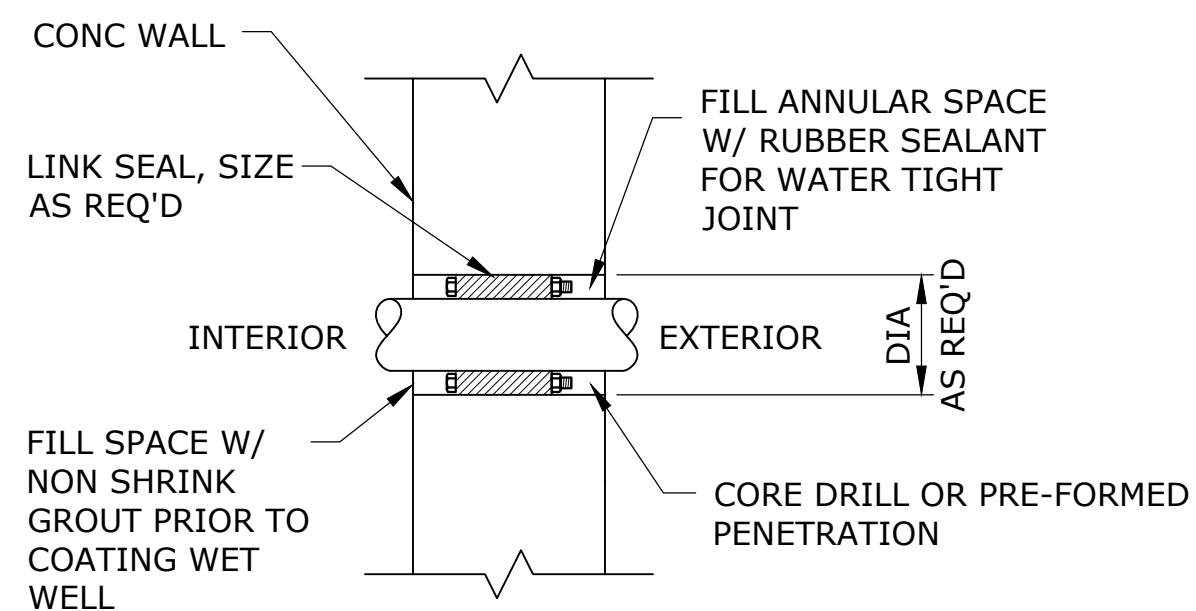 CONC WALL
LINK SEAL, SIZE
AS REQ'D
FILL ANNULAR SPACE
W/ RUBBER SEALANT
FOR WATER TIGHT
JOINT
INTERIOR
EXTERIOR
DIA
AS REQ'D
FILL SPACE W/
NON SHRINK
GROUT PRIOR TO
COATING WET
WELL
CORE DRILL OR PRE-FORMED
PENETRATION